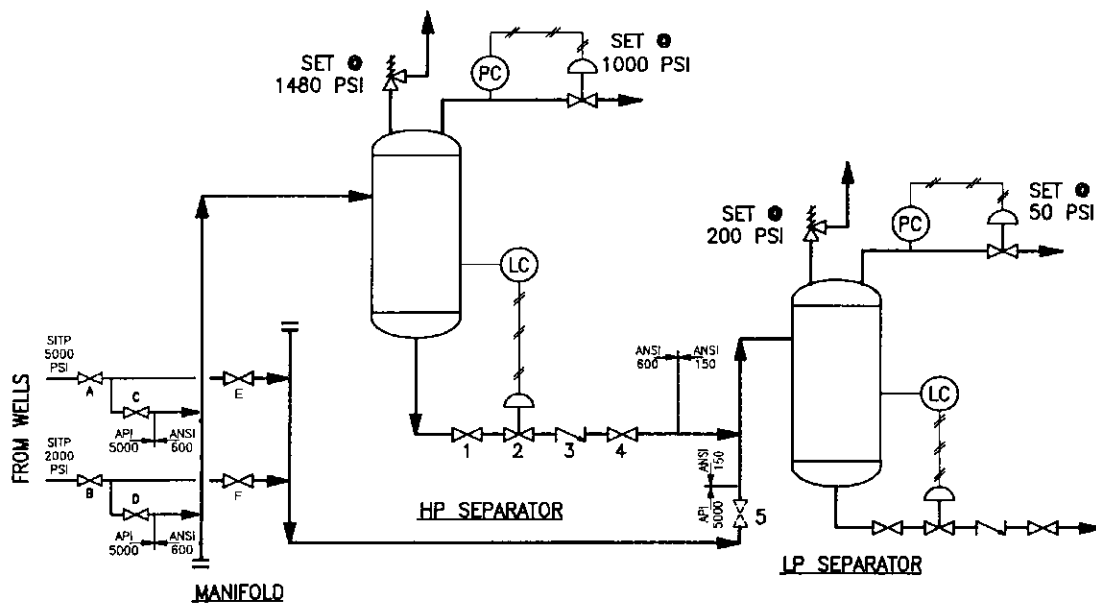 SET @
1480 PSI
PC
SET @
1000 PSI
SET @
200 PSI
PC
SET @
50 PSI
LC
FROM WELLS
SITP
5000
PSI
A
C
API
5000
ANSI
600
E
SITP
2000
PSI
B
D
API
5000
ANSI
600
F
ANSI
600
ANSI
150
1
2
3
4
LC
ANSI
150
API
5000
5
HP SEPARATOR
LP SEPARATOR
MANIFOLD